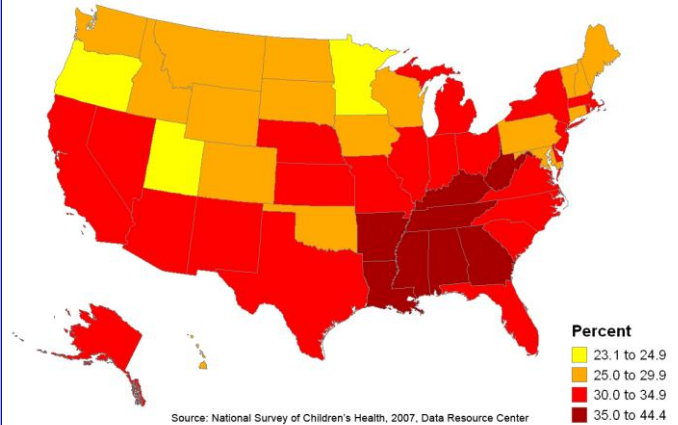 Percent
23.1 to 24.9
25.0 to 29.9
30.0 to 34.9
35.0 to 44.4
Source: National Survey of Children's Health, 2007, Data Resource Center